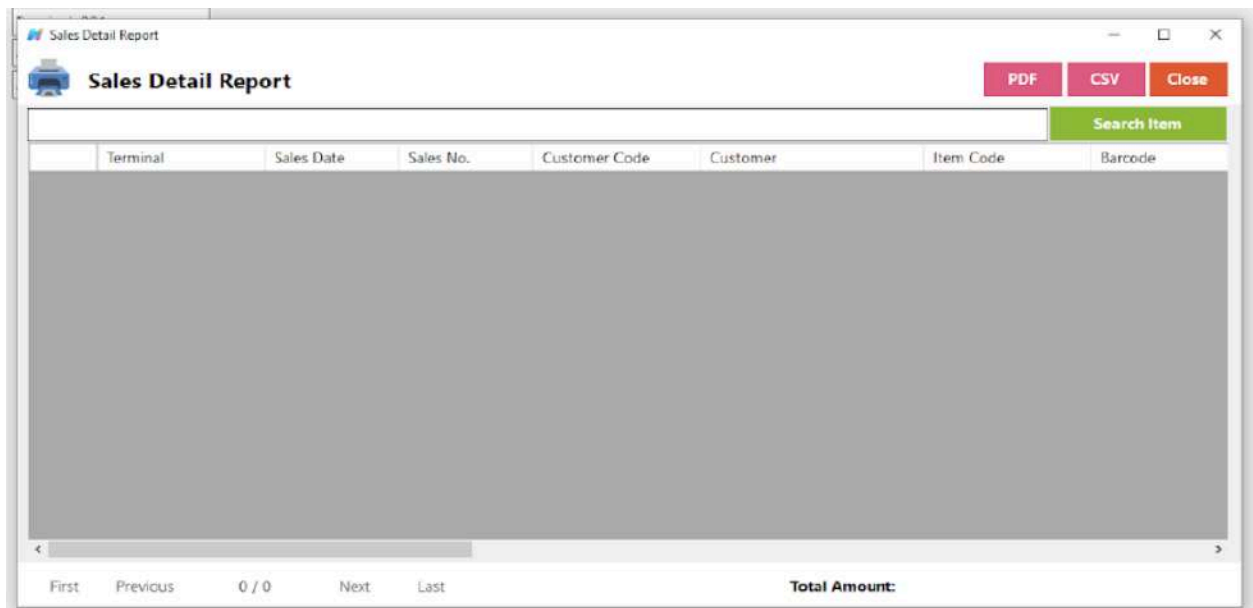 Sales Detail Report
Sales Detail Report PDF CSV Close
Search Item
Terminal Sales Date Sales No. Customer Code Customer Item Code Barcode
First Previous 0 / 0 Next Last Total Amount: